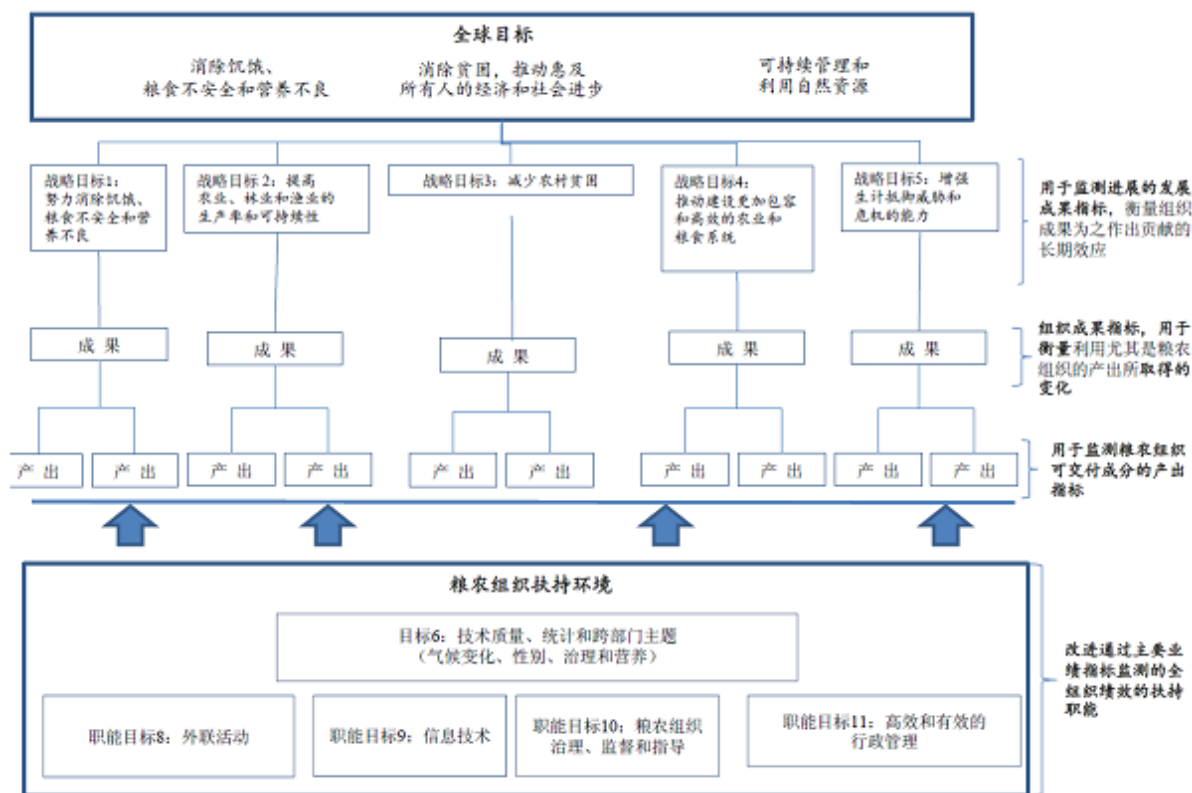 全球目标
消除饥饿、
粮食不安全和营养不良
消除贫困，推动惠及
所有人的经济和社会进步
可持续管理和
利用自然资源
战略目标1：
努力消除饥饿、
粮食不安全和营
养不良
战略目标 2：提高
农业、林业和渔业的
生产率和可持续性
战略目标3：减少农村贫困
战略目标4：
推动建设更加包容
和高效的农业和
粮食系统
战略目标5：增强
生计抵御威胁和
危机的能力
用于监测进展的发展
成果指标，衡量组织
成果为之作出贡献的
长期效应
成 果
成 果
成 果
成 果
成 果
组织成果指标，用于
衡量利用尤其是粮农
组织的产出所取得的
变化
产 出
产 出
产 出
产 出
产 出
产 出
产 出
产 出
产 出
产 出
用于监测粮农组织
可交付成分的产出
指标
粮农组织扶持环境
目标6：技术质量、统计和跨部门主题
（气候变化、性别、治理和营养）
职能目标8：外联活动
职能目标9：信息技术
职能目标10：粮农组织
治理、监督和指导
职能目标11：高效和有效的
行政管理
改进通过主要业
绩指标监测的全
组织绩效的扶持
职能